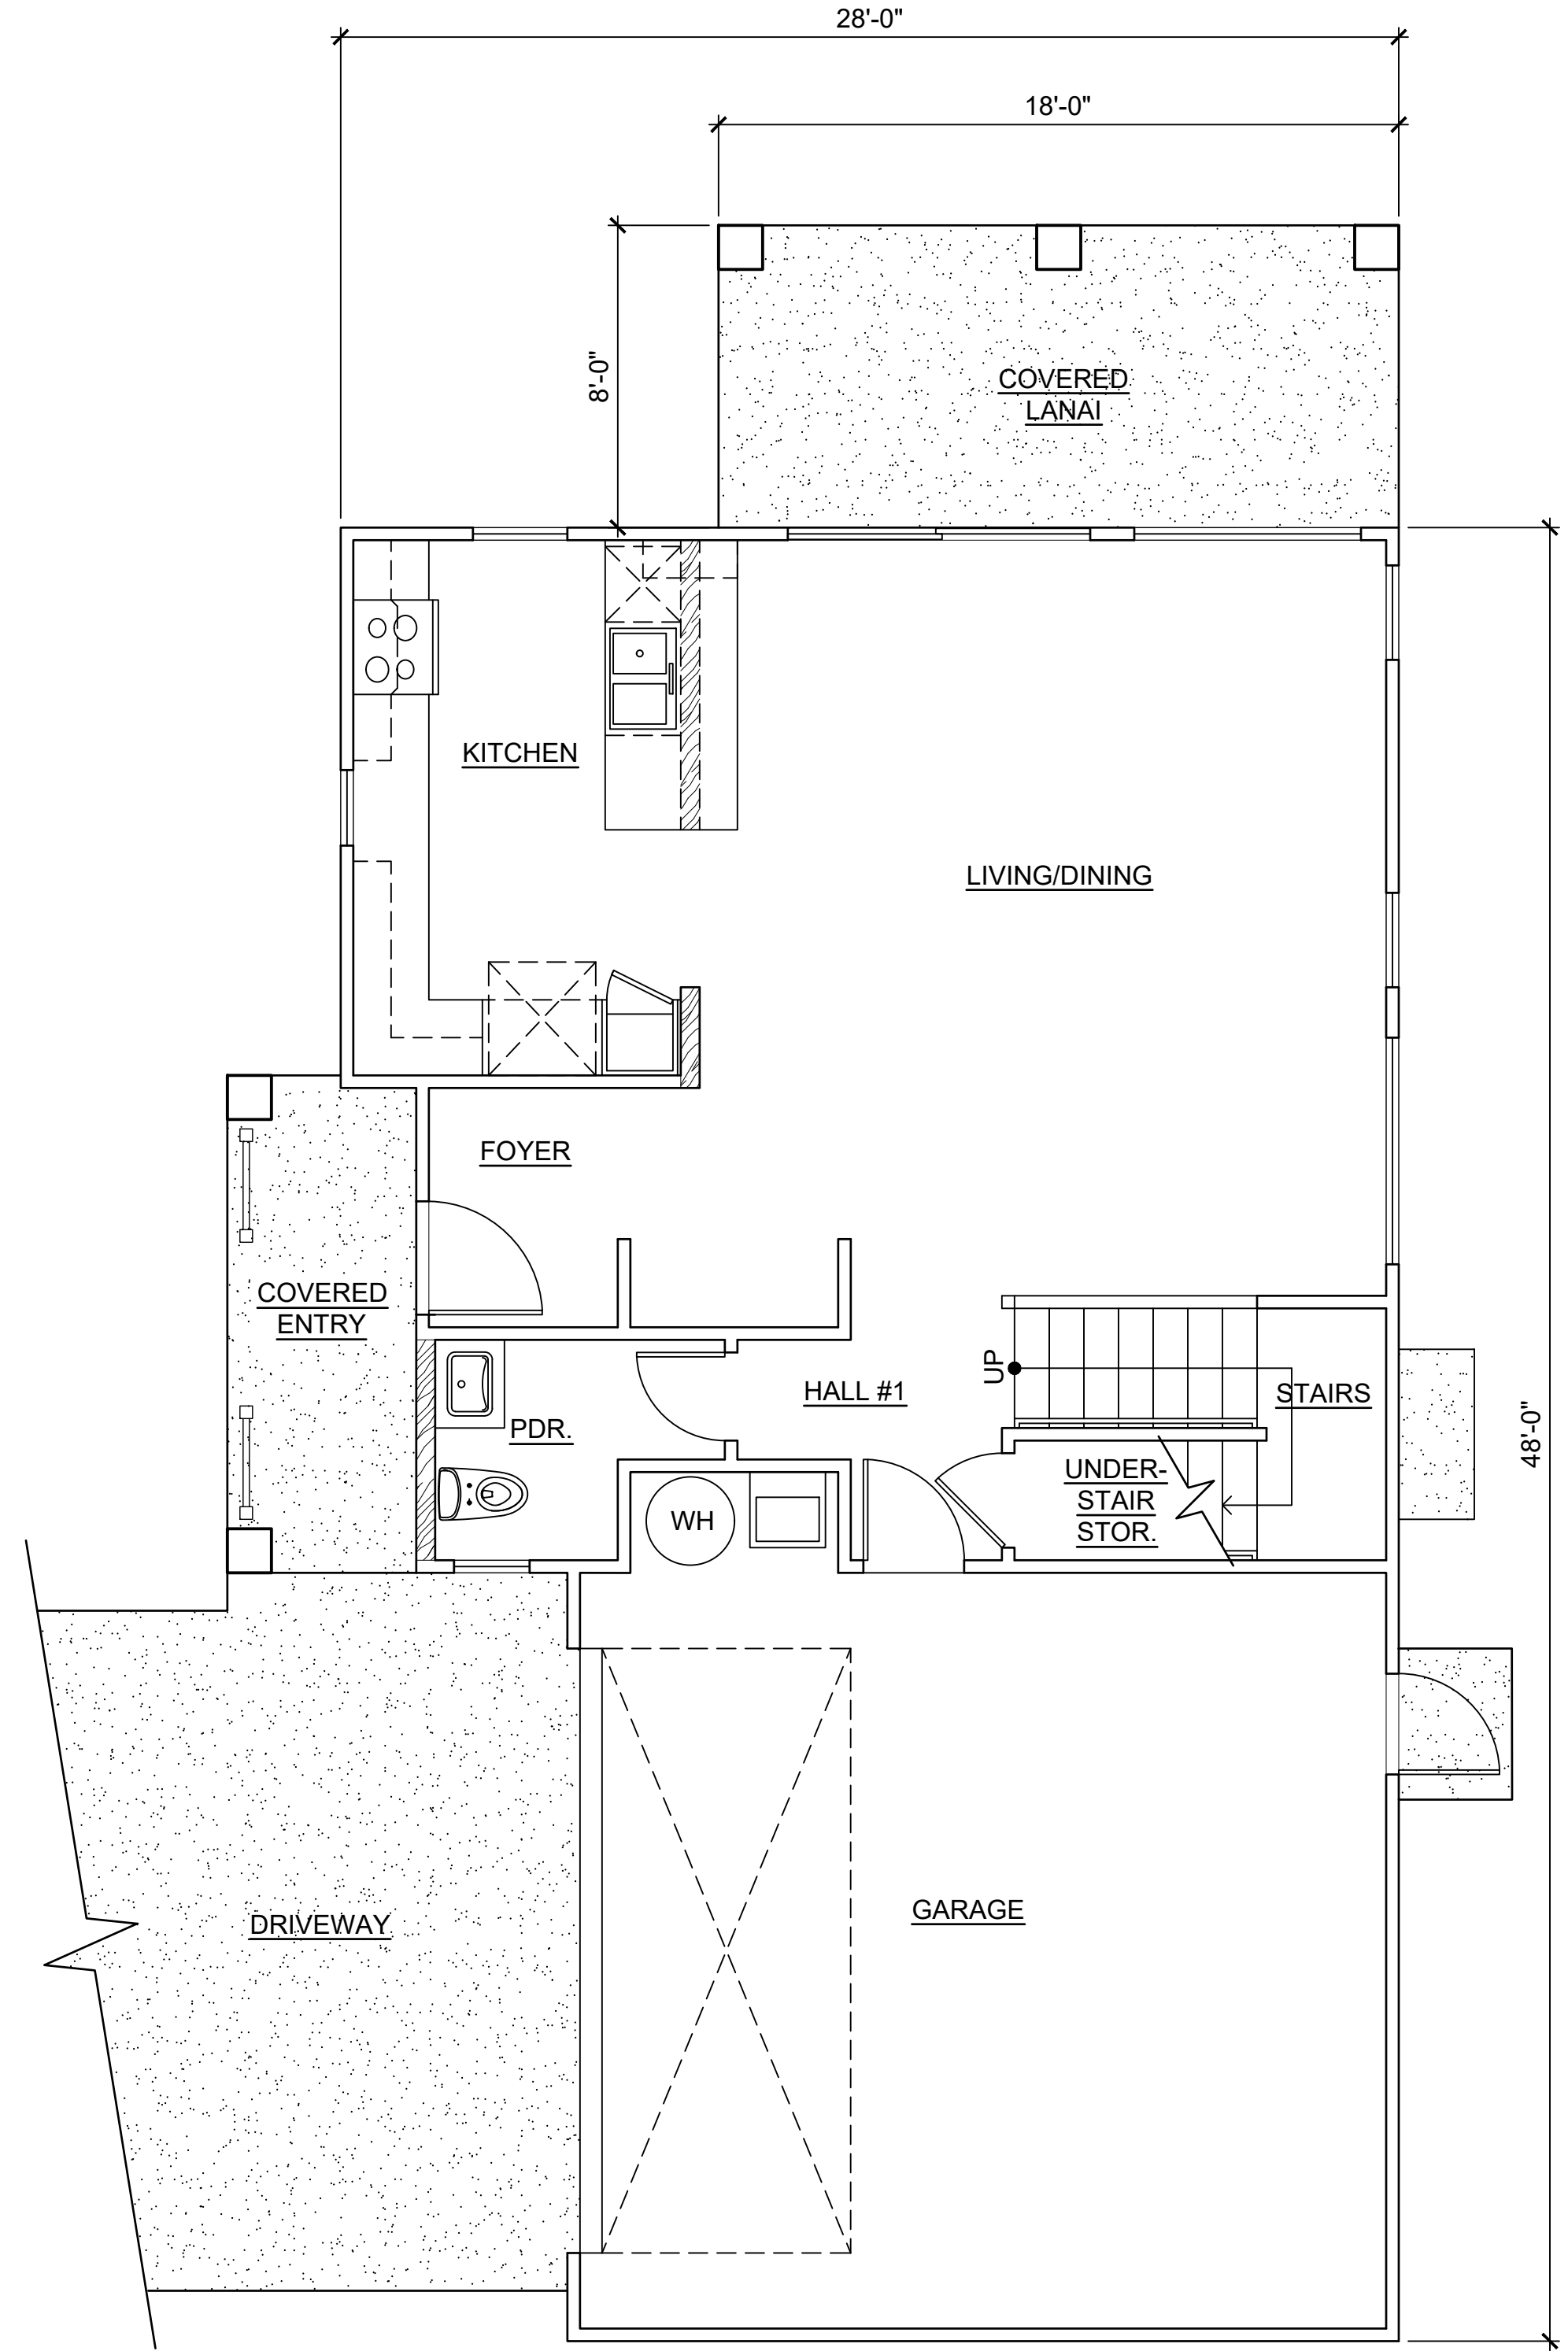 28'-0"
18'-0"
8'-0"
COVERED
LANAI
KITCHEN
LIVING/DINING
FOYER
COVERED
ENTRY
UP
HALL #1
STAIRS
PDR.
48'-0"
UNDER-
STAIR
STOR.
WH
GARAGE
DRIVEWAY